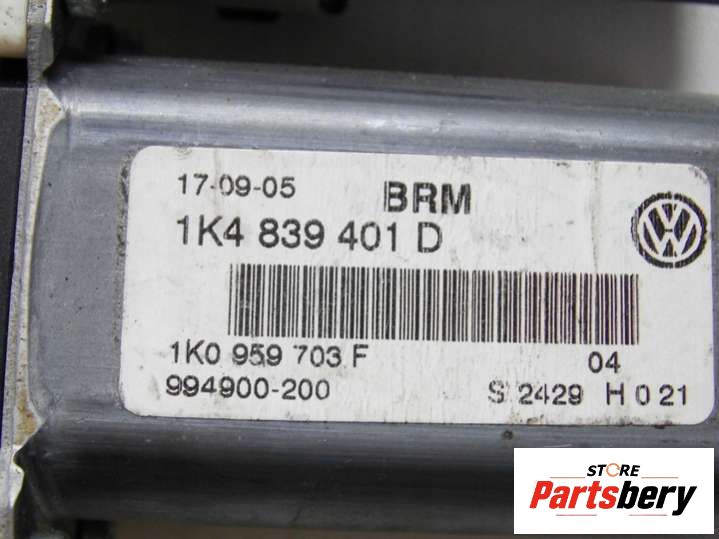 17-09-05 BRM
1K4 839 401 D
1K0 959 703 F 04
994900-200 S 2429 H 0 21
STORE
Partsbery